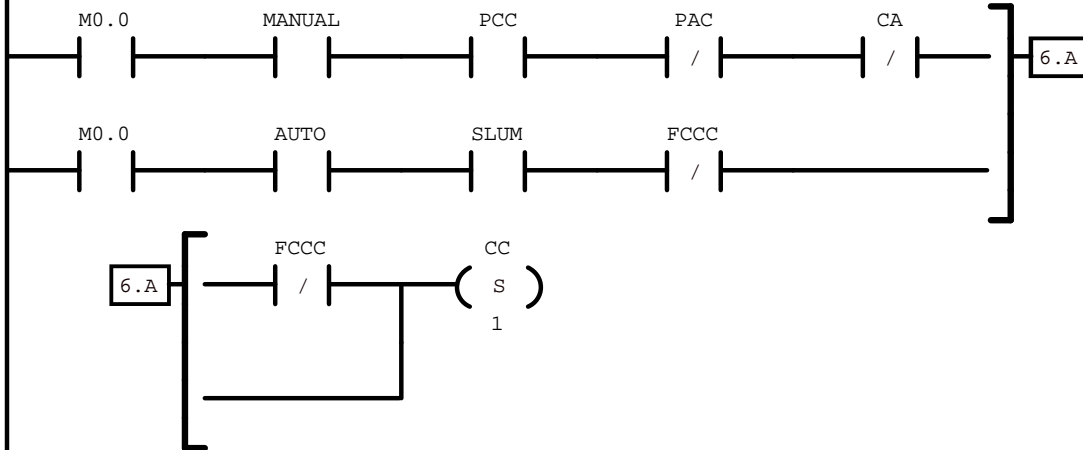 M0.0 MANUAL PCC PAC CA
/ / 6.A
M0.0 AUTO SLUM FCCC
/
FCCC CC
6.A / S
1